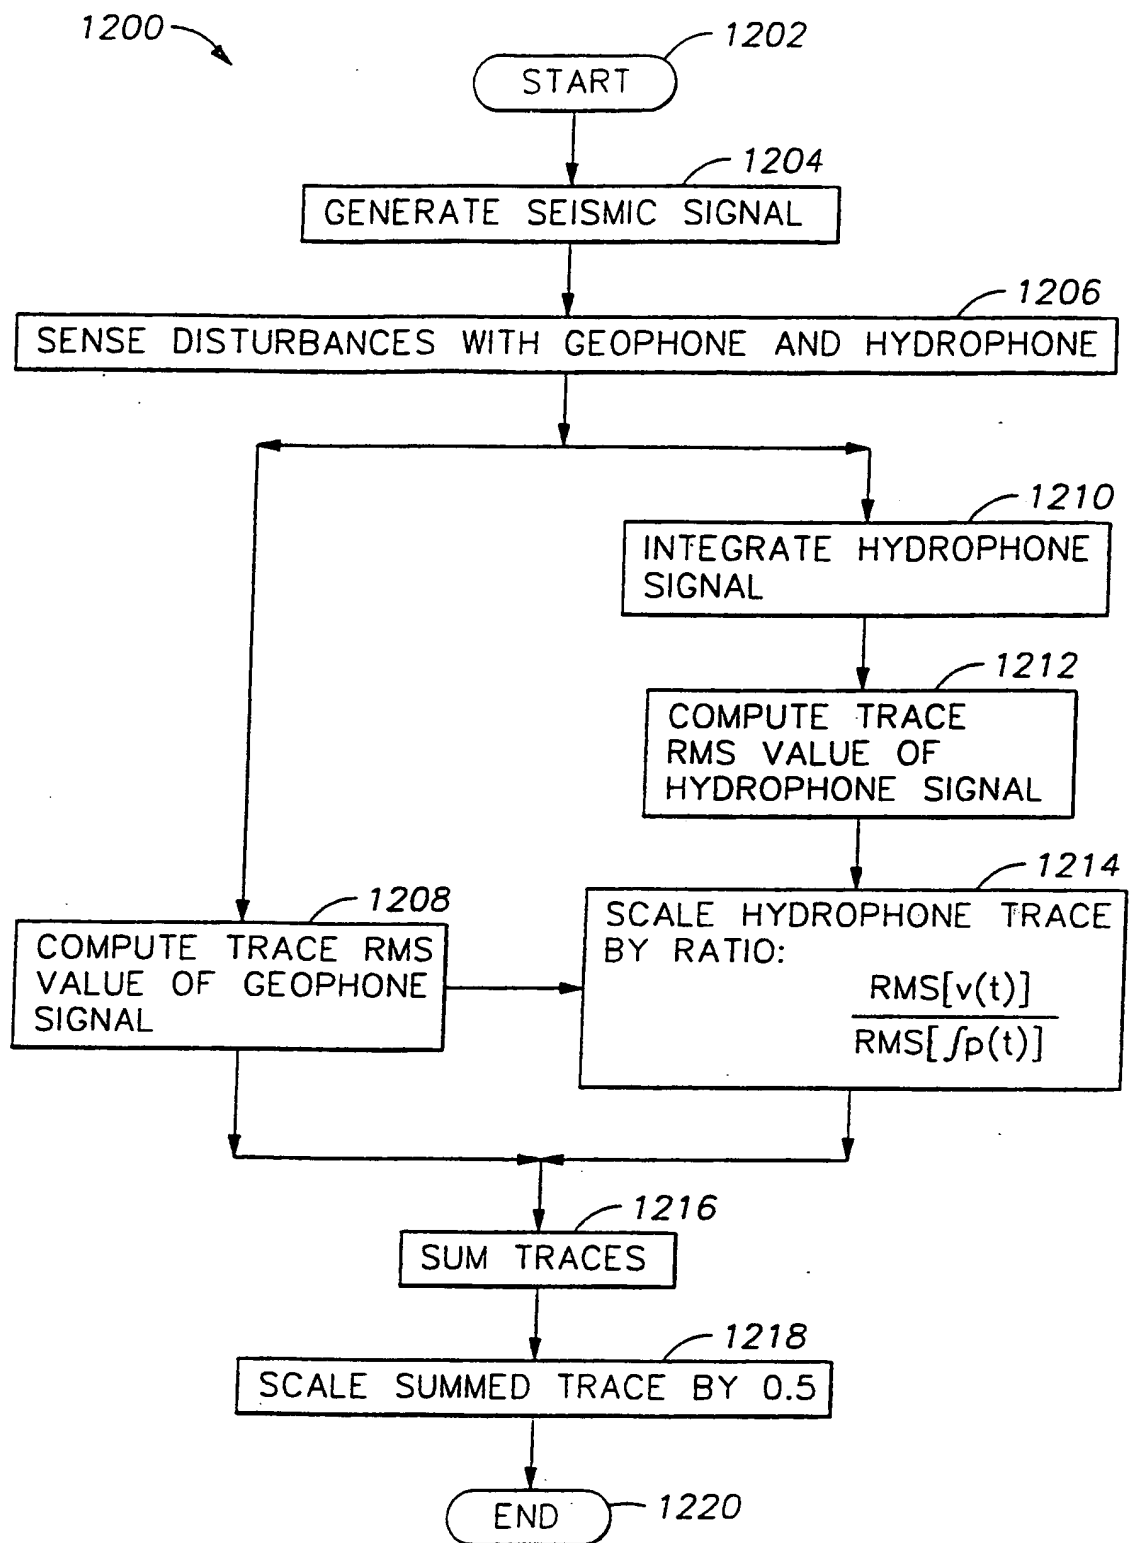 1200
1202
START
1204
GENERATE SEISMIC SIGNAL
1206
SENSE DISTURBANCES WITH GEOPHONE AND HYDROPHONE
1210
INTEGRATE HYDROPHONE
SIGNAL
1212
COMPUTE TRACE
RMS VALUE OF
HYDROPHONE SIGNAL
1208
COMPUTE TRACE RMS
VALUE OF GEOPHONE
SIGNAL
1214
SCALE HYDROPHONE TRACE
BY RATIO:
RMS[v(t)]
RMS[∫p(t)]
1216
SUM TRACES
1218
SCALE SUMMED TRACE BY 0.5
END
1220